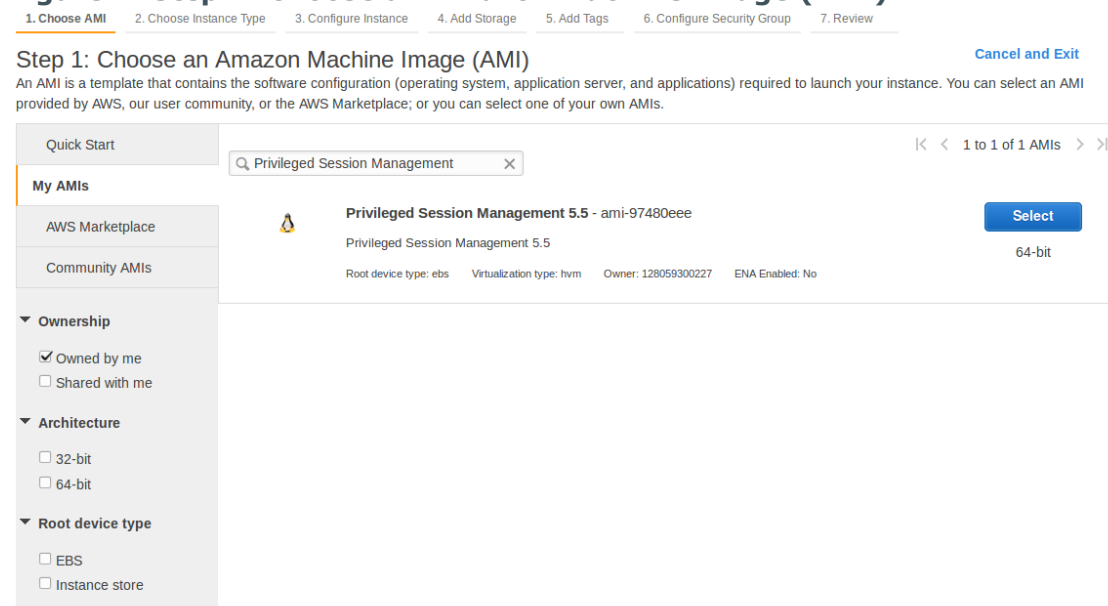 1. Choose AMI 2. Choose Instance Type 3. Configure Instance 4. Add Storage 5. Add Tags 6. Configure Security Group 7. Review
Step 1: Choose an Amazon Machine Image (AMI)
Cancel and Exit
An AMI is a template that contains the software configuration (operating system, application server, and applications) required to launch your instance. You can select an AMI
provided by AWS, our user community, or the AWS Marketplace; or you can select one of your own AMIs.
Quick Start
My AMIs
AWS Marketplace
Community AMIs
Ownership
Owned by me
Shared with me
Architecture
32-bit
64-bit
Root device type
EBS
Instance store
Privileged Session Management
1 to 1 of 1 AMIs
Privileged Session Management 5.5 - ami-97480eee
Select
Privileged Session Management 5.5
64-bit
Root device type: ebs Virtualization type: hvm Owner: 128059300227 ENA Enabled: No